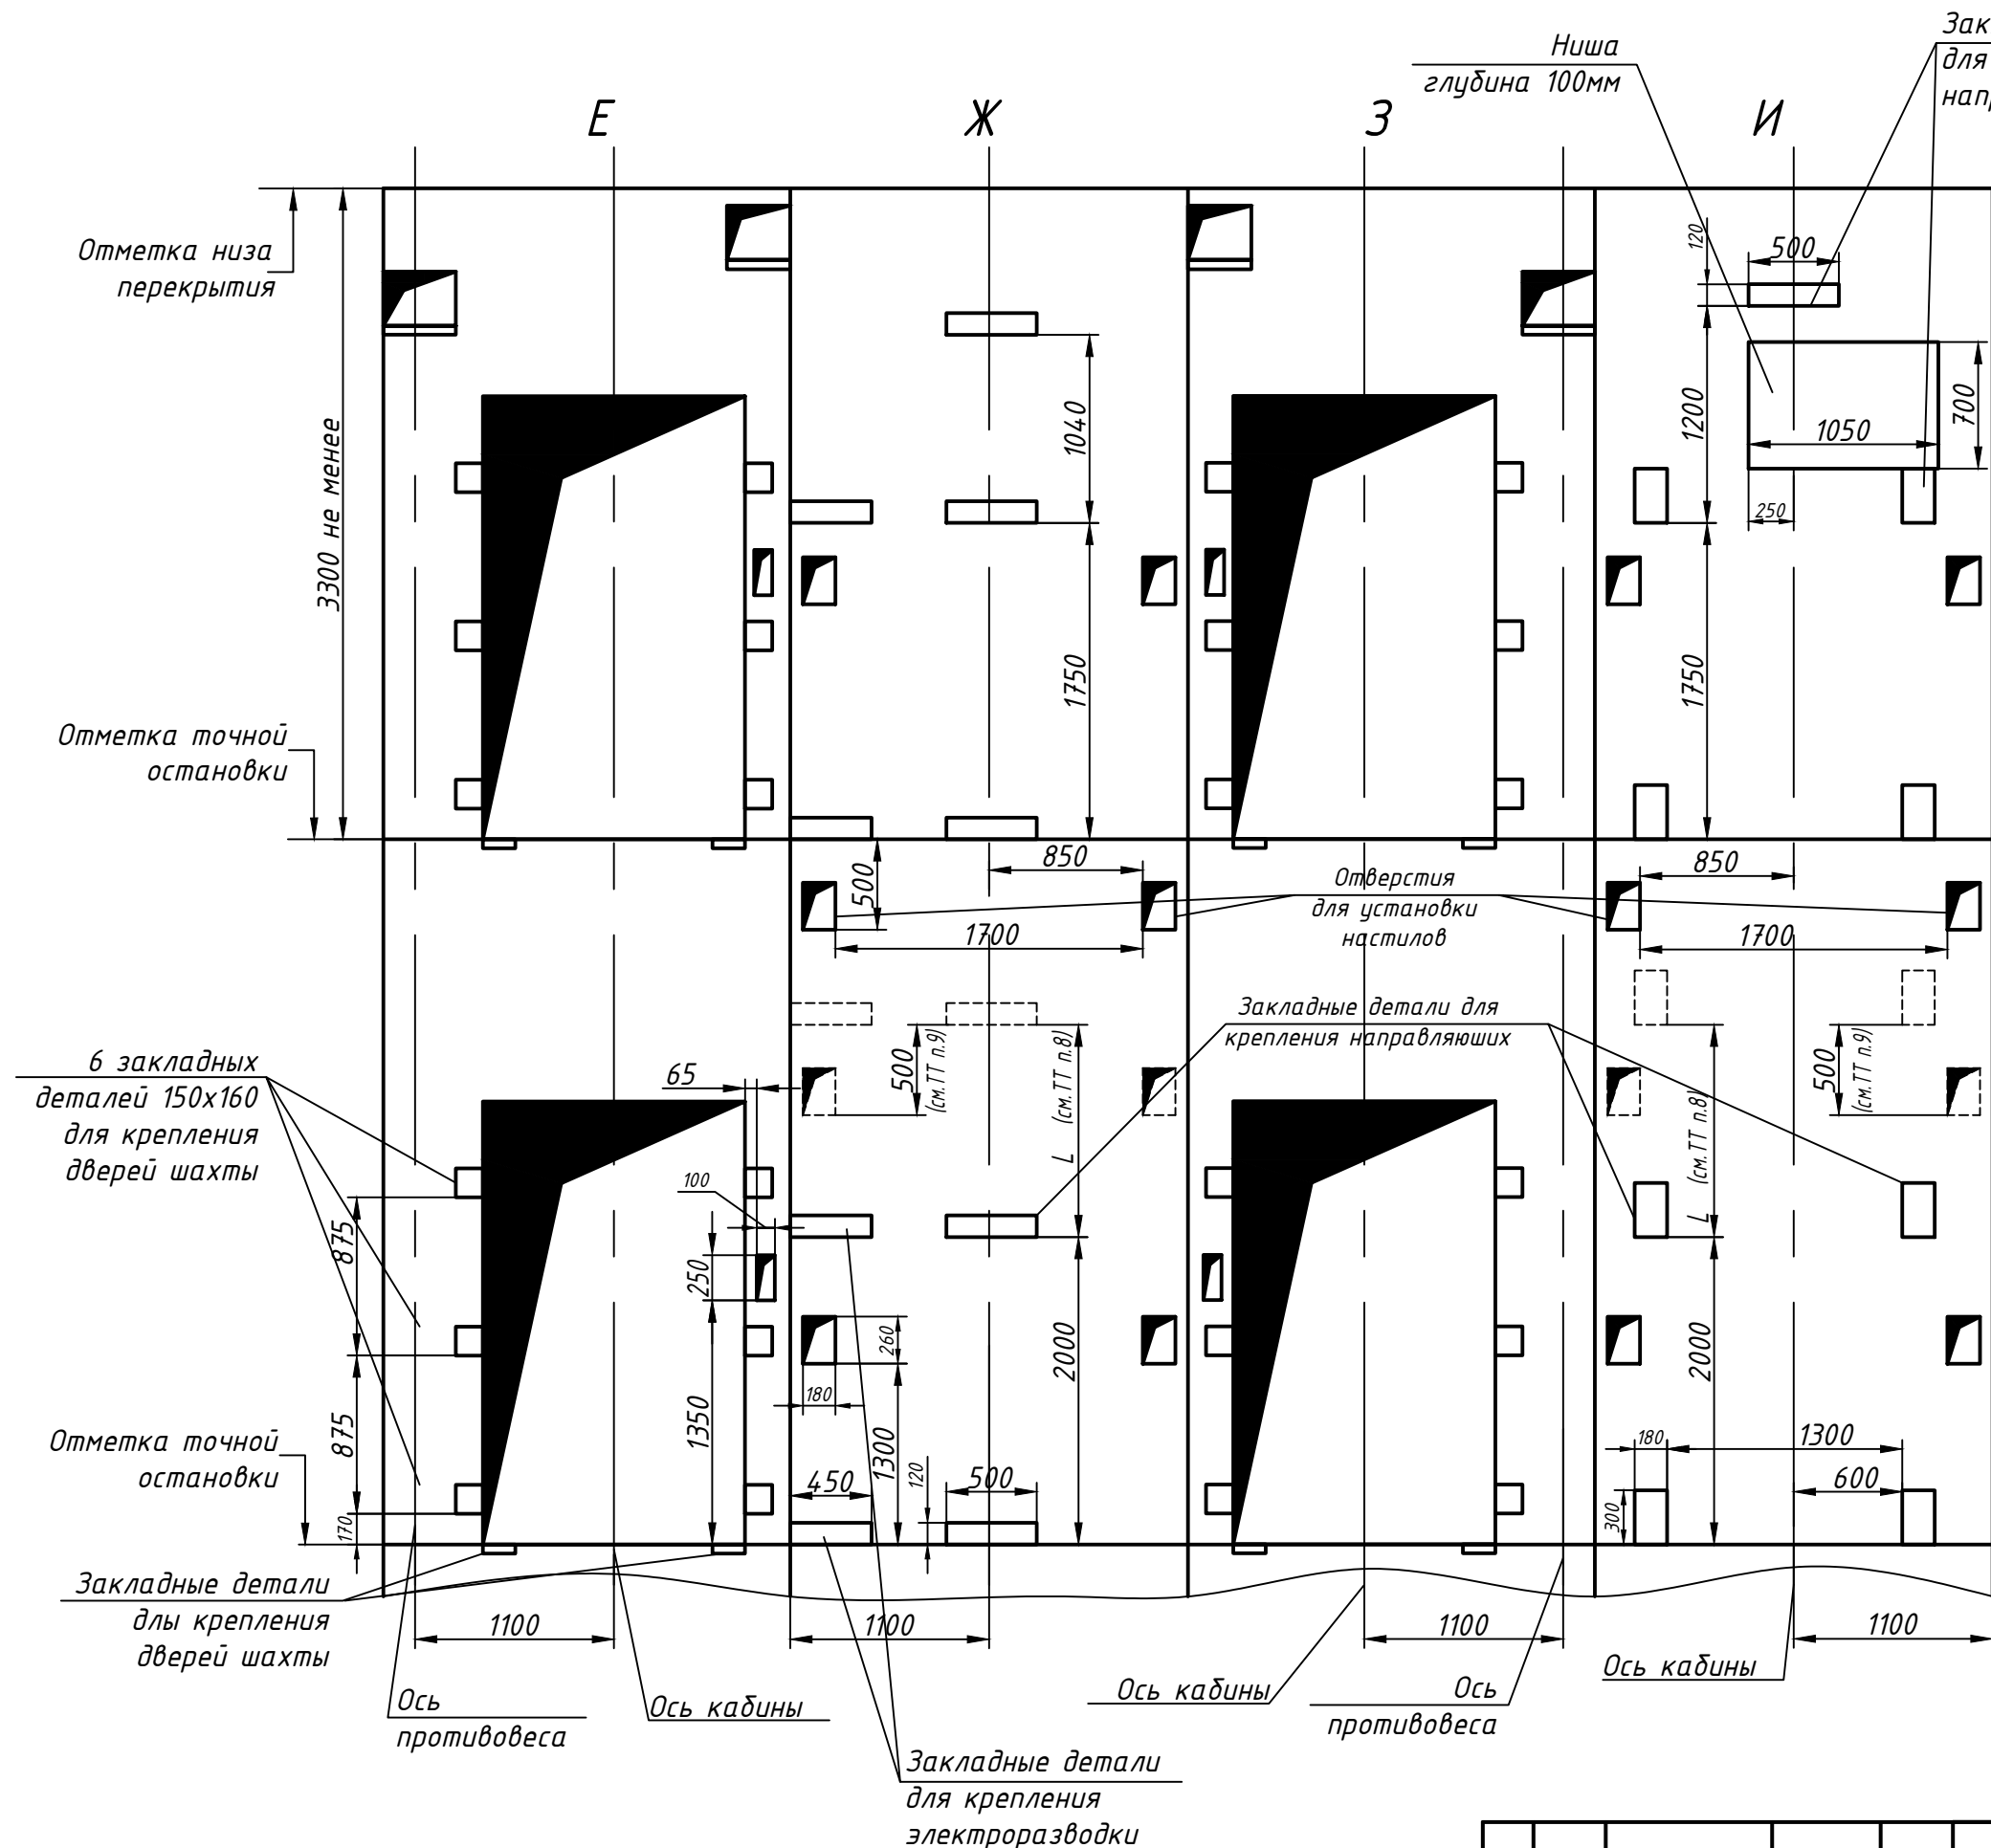 Ниша
глубина 100мм
Зак
для
нап
Е
Ж
З
И
Отметка низа
перекрытия
3300 не менее
120
500
1200
1050
700
250
1040
1750
1750
Отметка точной
остановки
850
500
1700
Отверстия
для установки
настилов
850
1700
Закладные детали для
крепления направляюших
500
(см.ТТ п.9)
L (см.ТТ п.8)
L (см.ТТ п.8)
500
(см.ТТ п.9)
6 закладных
деталей 150х160
для крепления
дверей шахты
65
100
250
875
875
170
1350
260
180
1300
450
120
500
2000
2000
180
1300
600
300
Отметка точной
остановки
Закладные детали
длы крепления
дверей шахты
1100
1100
1100
1100
Ось
противовеса
Ось кабины
Ось кабины
Ось
противовеса
Ось кабины
Закладные детали
для крепления
электроразводки